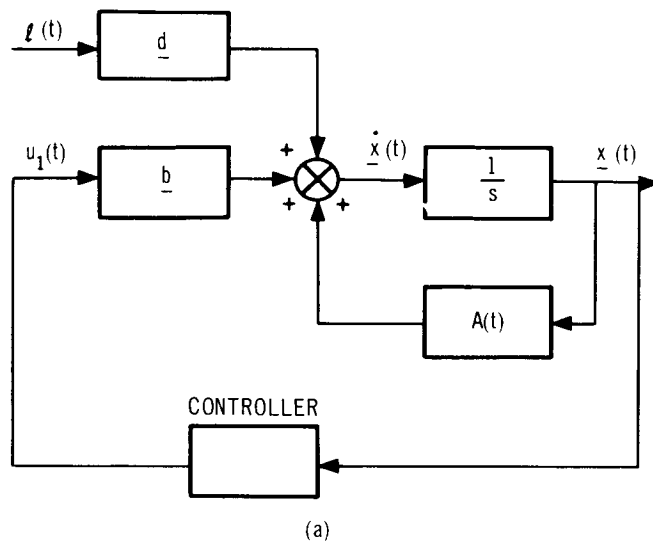 ℓ (t)
d
u₁(t)
b
+
+
+
ẋ (t)
1
s
x (t)
A(t)
CONTROLLER
(a)